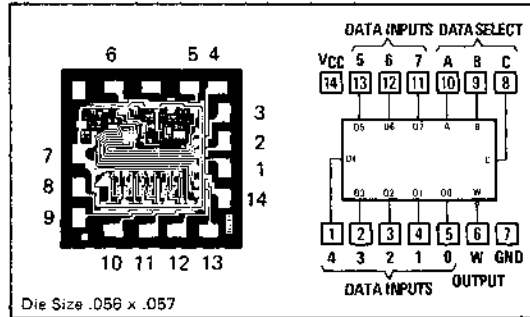 6 5 4
3
2
1
14
7
8
9
10 11 12 13
Die Size .056 x .057
DATA INPUTS DATA SELECT
VCC 5 6 7 A B C
14 13 12 11 10 9 8
D5 D6 D7 A B
D4 C
D3 D2 D1 D0 W
1 2 3 4 5 6 7
4 3 2 1 0 W GND
DATA INPUTS OUTPUT